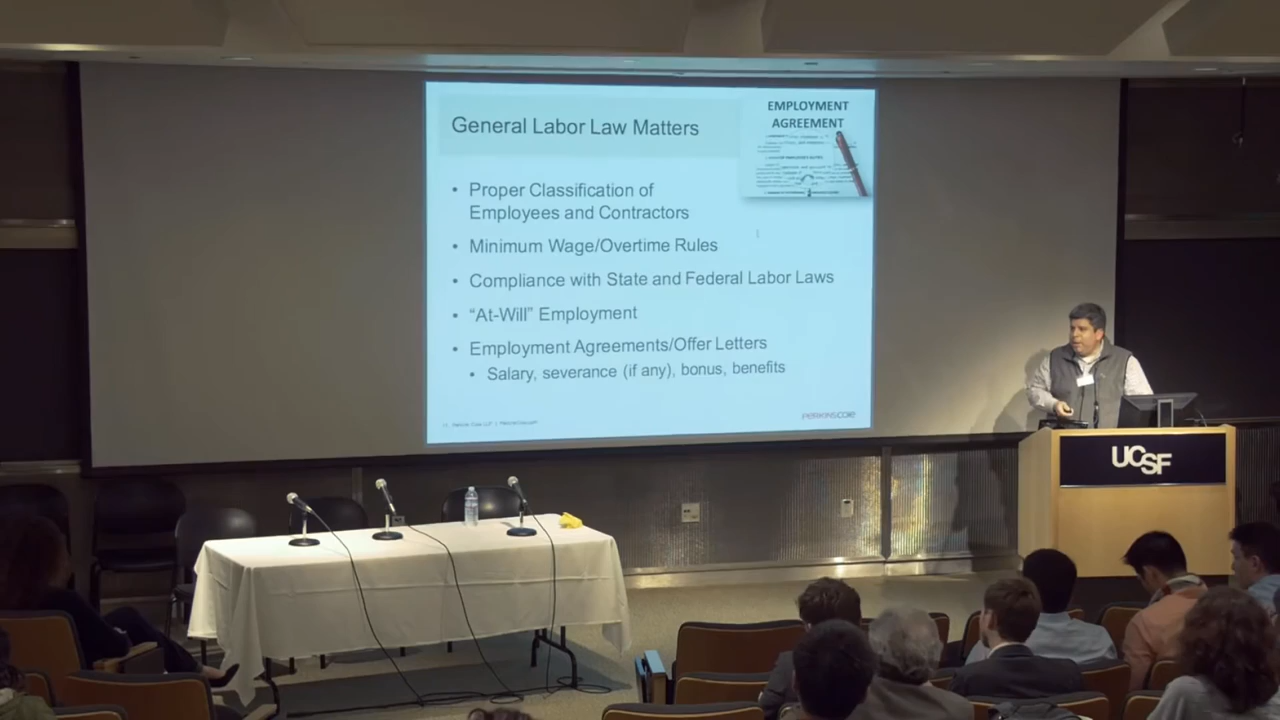 EMPLOYMENT
AGREEMENT
General Labor Law Matters
• Proper Classification of
Employees and Contractors
• Minimum Wage/Overtime Rules
• Compliance with State and Federal Labor Laws
• “At-Will” Employment
• Employment Agreements/Offer Letters
• Salary, severance (if any), bonus, benefits
PERKINSCOIE
UCSF